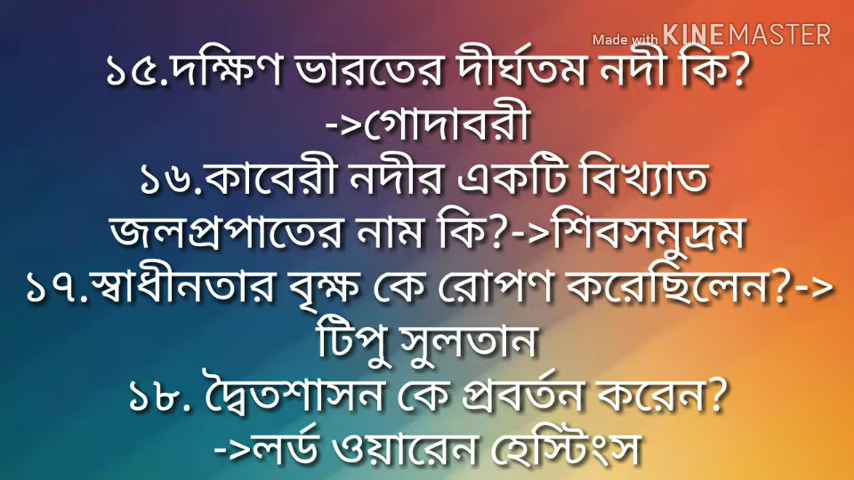 Made with KINEMASTER
১৫.দক্ষিণ ভারতের দীর্ঘতম নদী কি?
->গোদাবরী
১৬.কাবেরী নদীর একটি বিখ্যাত
জলপ্রপাতের নাম কি?->শিবসমুদ্রম
১৭.স্বাধীনতার বৃক্ষ কে রোপণ করেছিলেন?->
টিপু সুলতান
১৮. দ্বৈতশাসন কে প্রবর্তন করেন?
->লর্ড ওয়ারেন হেস্টিংস